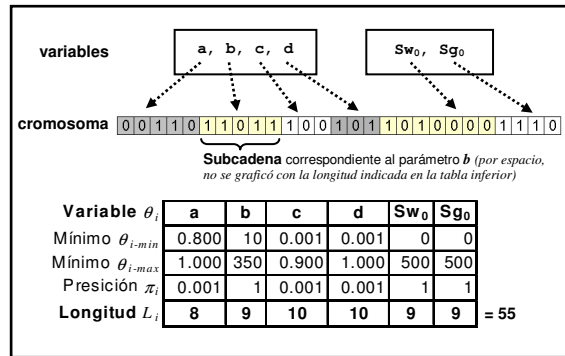 variables
a, b, c, d
Sw0, Sg0
cromosoma 0 0 1 1 0 1 1 0 1 1 1 0 0 1 0 1 1 0 1 0 0 0 0 1 1 1 0
Subcadena correspondiente al parámetro b (por espacio,
no se graficó con la longitud indicada en la tabla inferior)
Variable θi a b c d Sw0 Sg0
Mínimo θi-min 0.800 10 0.001 0.001 0 0
Mínimo θi-max 1.000 350 0.900 1.000 500 500
Presición πi 0.001 1 0.001 0.001 1 1
Longitud Li 8 9 10 10 9 9 = 55